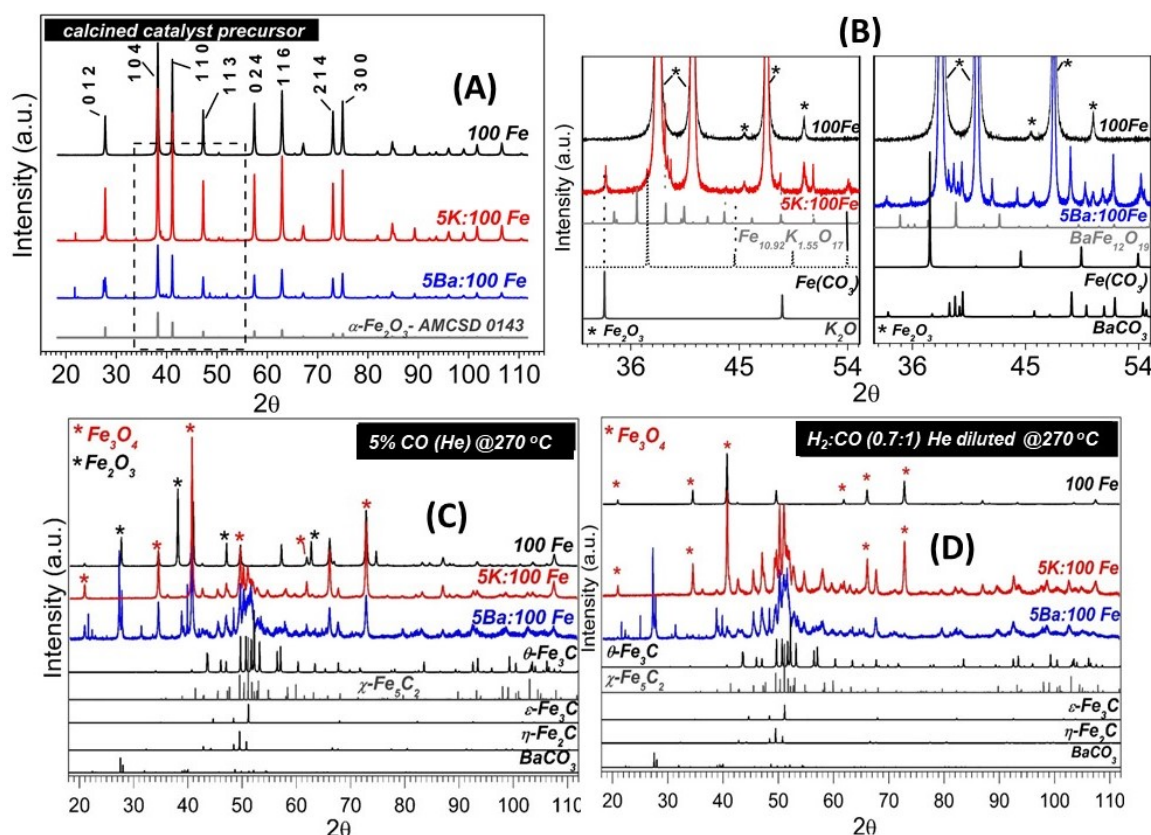 calcined catalyst precursor
(A)
0 1 2
1 0 4
1 1 0
1 1 3
0 2 4
1 1 6
2 1 4
3 0 0
100 Fe
5K:100 Fe
5Ba:100 Fe
α-Fe₂O₃- AMCSD 0143
Intensity (a.u.)
20 30 40 50 60 70 80 90 100 110
2θ
(B)
Intensity (a.u.)
* *
* *
100Fe
5K:100Fe
Fe₁₀.₉₂K₁.₅₅O₁₇
Fe(CO₃)
* Fe₂O₃
K₂O
36 45 54
2θ
* *
* *
100Fe
5Ba:100Fe
BaFe₁₂O₁₉
Fe(CO₃)
* Fe₂O₃
BaCO₃
36 45 54
2θ
* Fe₃O₄
* Fe₂O₃
5% CO (He) @270 °C
(C)
* * * * * * * * * *
100 Fe
5K:100 Fe
5Ba:100 Fe
θ-Fe₃C
χ-Fe₅C₂
ε-Fe₃C
η-Fe₂C
BaCO₃
Intensity (a.u.)
20 30 40 50 60 70 80 90 100 110
2θ
* Fe₃O₄
H₂:CO (0.7:1) He diluted @270 °C
(D)
* * * * * *
100 Fe
* * * *
5K:100 Fe
5Ba:100 Fe
θ-Fe₃C
χ-Fe₅C₂
ε-Fe₃C
η-Fe₂C
BaCO₃
Intensity (a.u.)
20 30 40 50 60 70 80 90 100 110
2θ